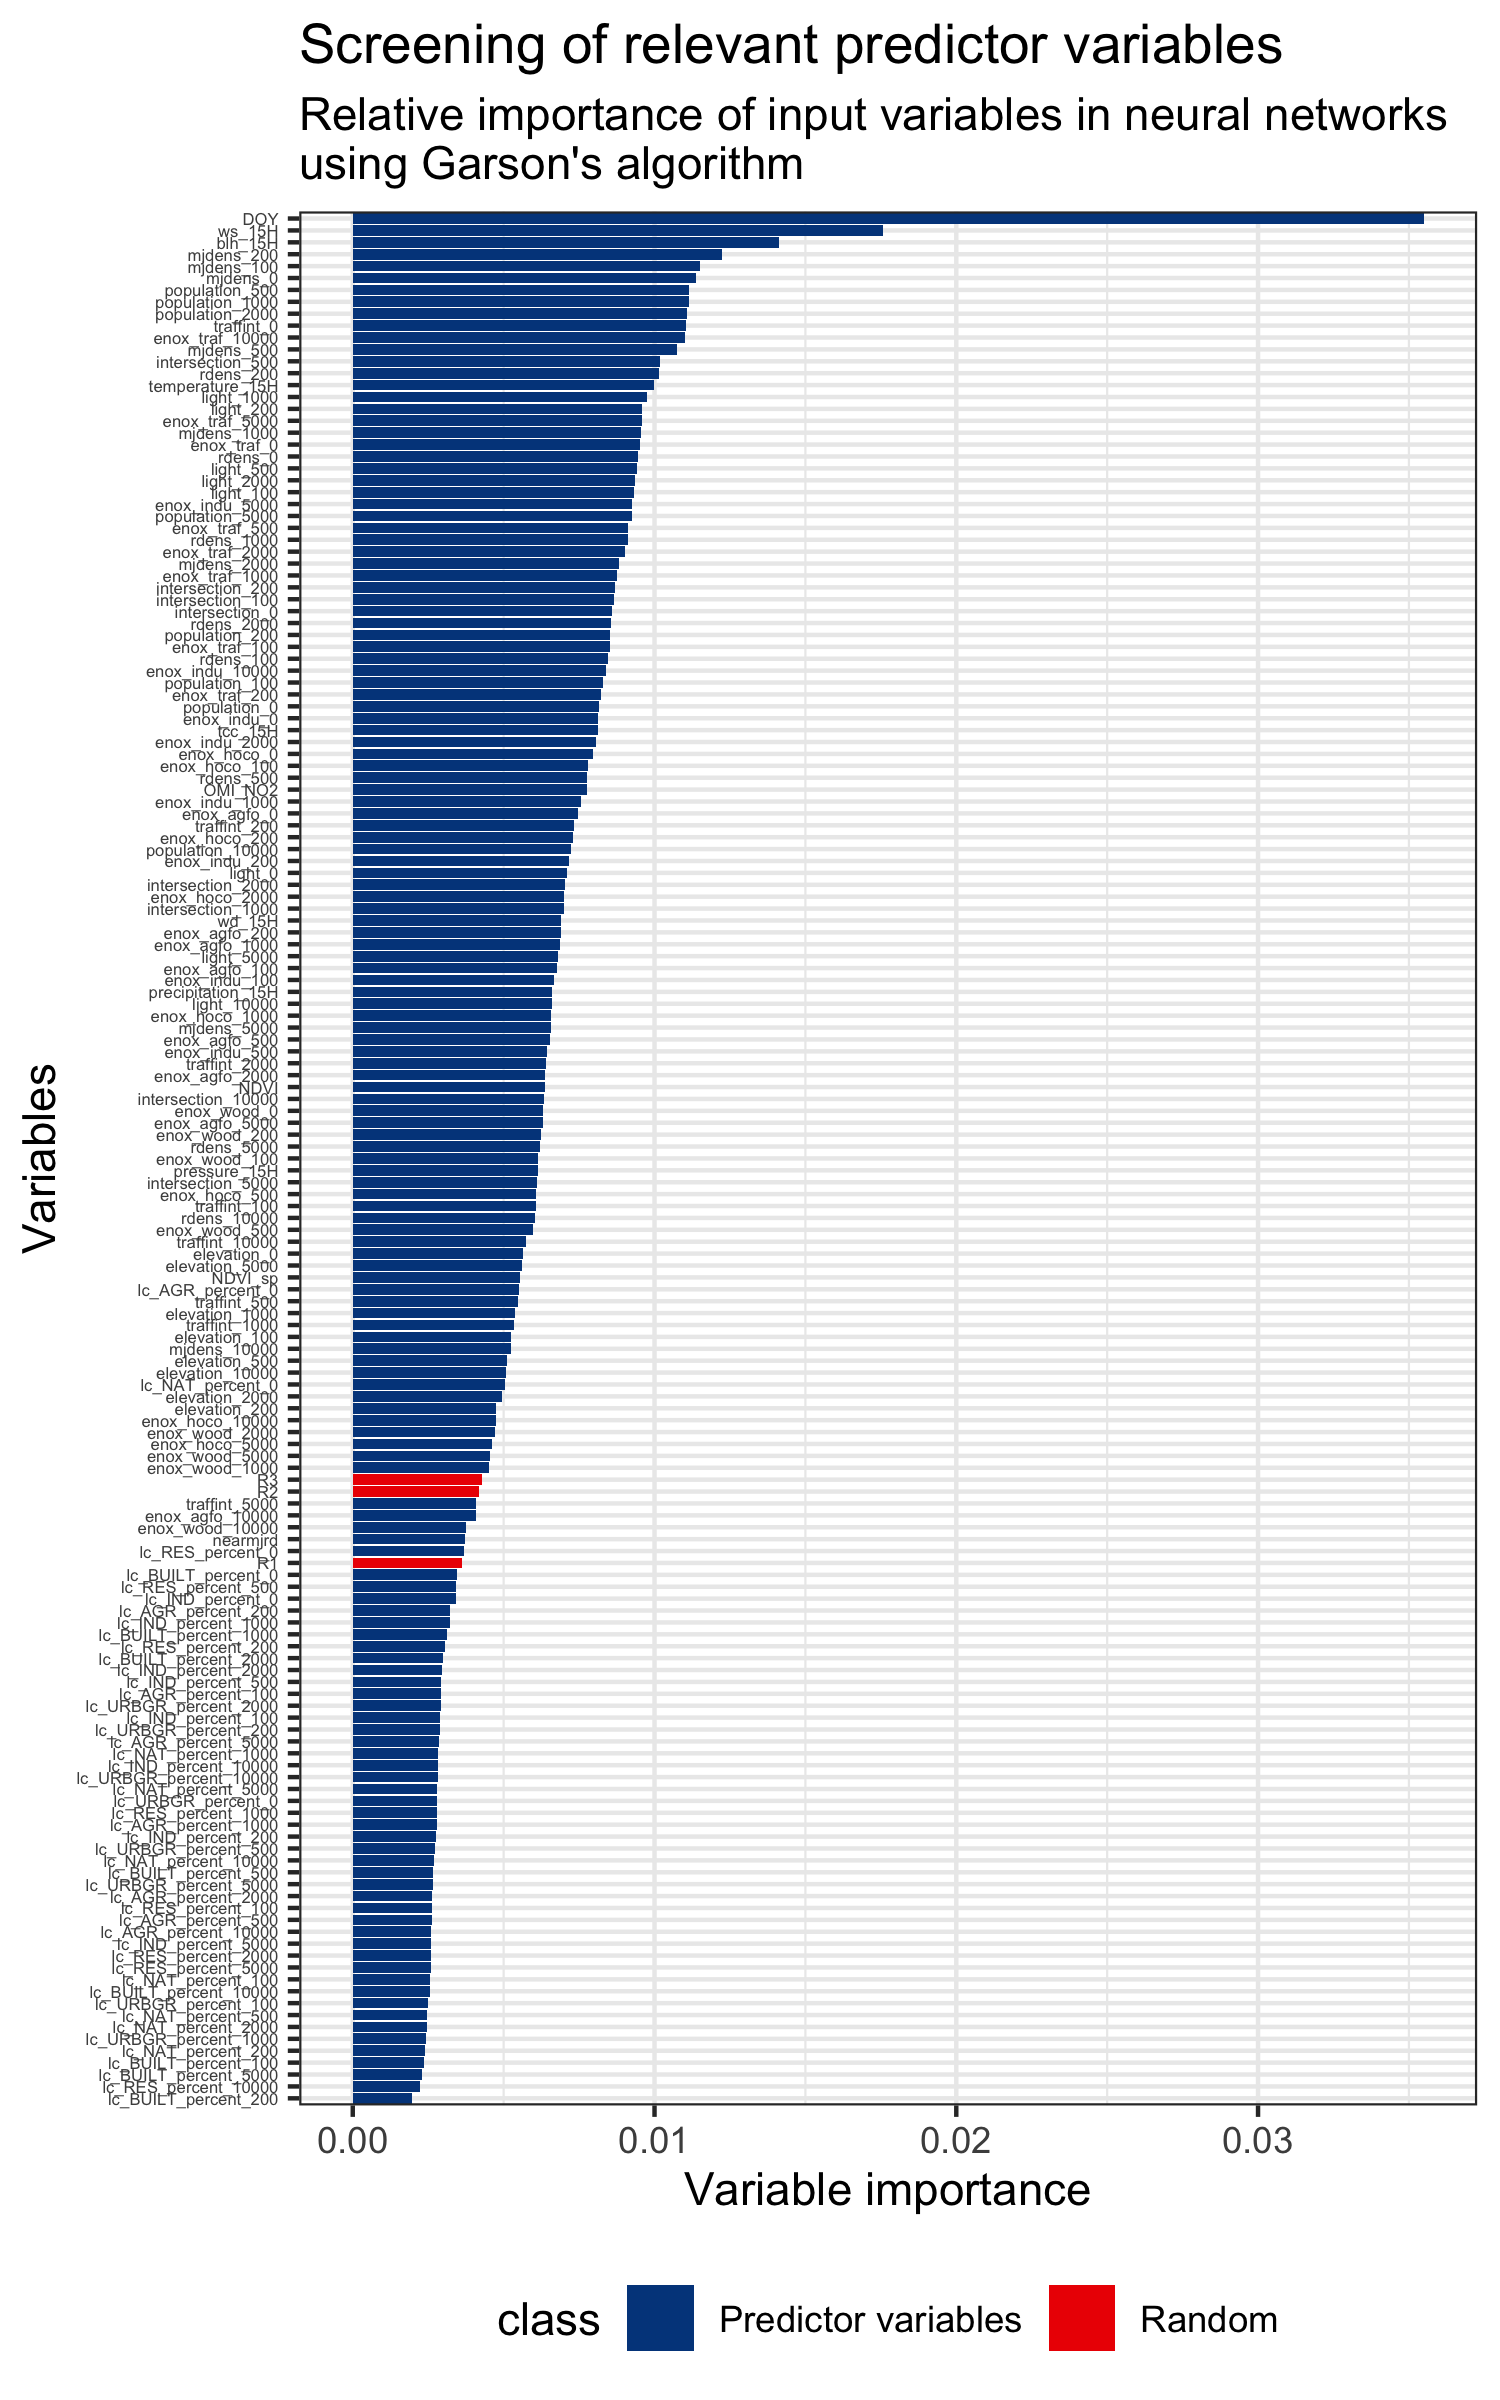 Screening of relevant predictor variables
Relative importance of input variables in neural networks
using Garson's algorithm
Variables
DOY
ws_15H
blh_15H
mjdens_200
mjdens_100
mjdens_0
population_500
population_1000
population_2000
traffint_0
enox_traf_10000
mjdens_500
intersection_500
rdens_200
temperature_15H
light_1000
light_200
enox_traf_5000
mjdens_1000
enox_traf_0
rdens_0
light_500
light_2000
light_100
enox_indu_5000
population_5000
enox_traf_500
rdens_1000
enox_traf_2000
mjdens_2000
enox_traf_1000
intersection_200
intersection_100
intersection_0
rdens_2000
population_200
enox_traf_100
rdens_100
enox_indu_10000
population_100
enox_traf_200
population_0
enox_indu_0
tcc_15H
enox_indu_2000
enox_hoco_0
enox_hoco_100
rdens_500
OMI_NO2
enox_indu_1000
enox_agfo_0
traffint_200
enox_hoco_200
population_10000
enox_indu_200
light_0
intersection_2000
enox_hoco_2000
intersection_1000
wd_15H
enox_agfo_200
enox_agfo_1000
light_5000
enox_agfo_100
enox_indu_100
precipitation_15H
light_10000
enox_hoco_1000
mjdens_5000
enox_agfo_500
enox_indu_500
traffint_2000
enox_agfo_2000
NDVI
intersection_10000
enox_wood_0
enox_agfo_5000
enox_wood_200
rdens_5000
enox_wood_100
pressure_15H
intersection_5000
enox_hoco_500
traffint_100
rdens_10000
enox_wood_500
traffint_10000
elevation_0
elevation_5000
NDVI_sp
lc_AGR_percent_0
traffint_500
elevation_1000
traffint_1000
elevation_100
mjdens_10000
elevation_500
elevation_10000
lc_NAT_percent_0
elevation_2000
elevation_200
enox_hoco_10000
enox_wood_2000
enox_hoco_5000
enox_wood_5000
enox_wood_1000
R3
R2
traffint_5000
enox_agfo_10000
enox_wood_10000
nearmjrd
lc_RES_percent_0
R1
lc_BUILT_percent_0
lc_RES_percent_500
lc_IND_percent_0
lc_AGR_percent_200
lc_IND_percent_1000
lc_BUILT_percent_1000
lc_RES_percent_200
lc_BUILT_percent_2000
lc_IND_percent_2000
lc_IND_percent_500
lc_AGR_percent_100
lc_URBGR_percent_2000
lc_IND_percent_100
lc_URBGR_percent_200
lc_AGR_percent_5000
lc_NAT_percent_1000
lc_IND_percent_10000
lc_URBGR_percent_10000
lc_NAT_percent_5000
lc_URBGR_percent_0
lc_RES_percent_1000
lc_AGR_percent_1000
lc_IND_percent_200
lc_URBGR_percent_500
lc_NAT_percent_10000
lc_BUILT_percent_500
lc_URBGR_percent_5000
lc_AGR_percent_2000
lc_RES_percent_100
lc_AGR_percent_500
lc_AGR_percent_10000
lc_IND_percent_5000
lc_RES_percent_2000
lc_RES_percent_5000
lc_NAT_percent_100
lc_BUILT_percent_10000
lc_URBGR_percent_100
lc_NAT_percent_500
lc_NAT_percent_2000
lc_URBGR_percent_1000
lc_NAT_percent_200
lc_BUILT_percent_100
lc_BUILT_percent_5000
lc_RES_percent_10000
lc_BUILT_percent_200
0.00 0.01 0.02 0.03
Variable importance
class Predictor variables Random